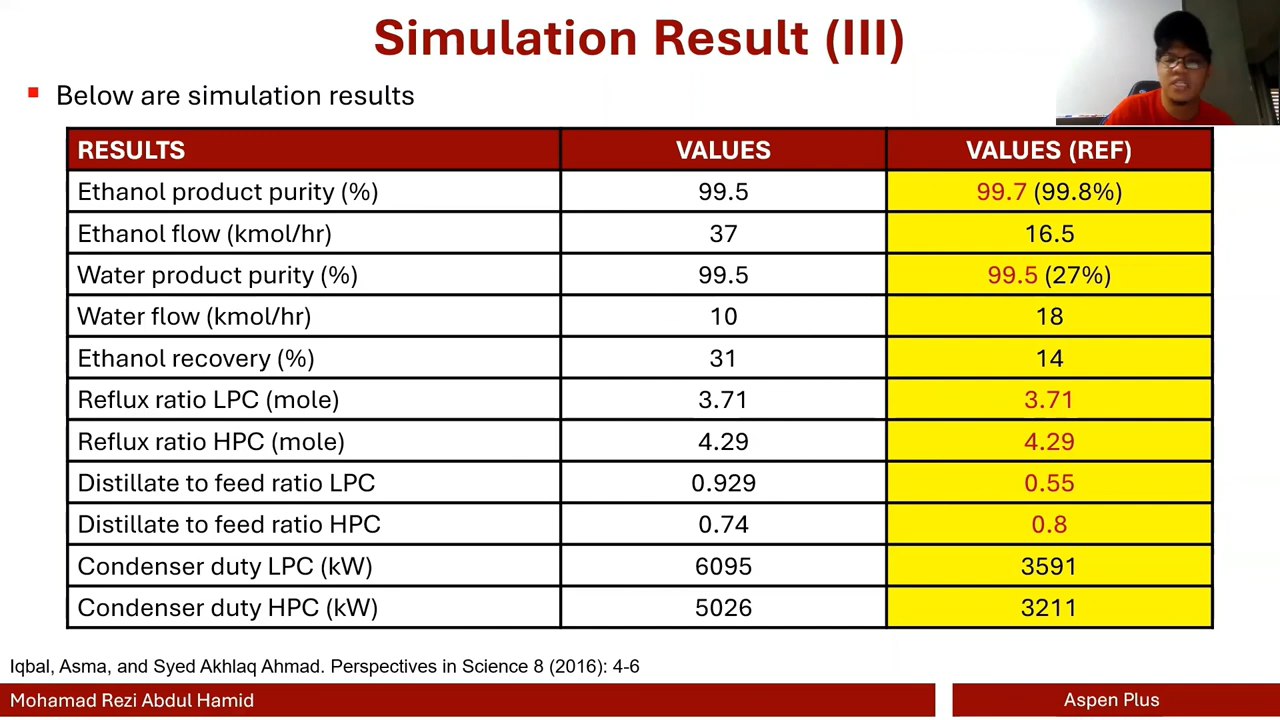 Simulation Result (III)
Below are simulation results
RESULTS VALUES VALUES (REF)
Ethanol product purity (%) 99.5 99.7 (99.8%)
Ethanol flow (kmol/hr) 37 16.5
Water product purity (%) 99.5 99.5 (27%)
Water flow (kmol/hr) 10 18
Ethanol recovery (%) 31 14
Reflux ratio LPC (mole) 3.71 3.71
Reflux ratio HPC (mole) 4.29 4.29
Distillate to feed ratio LPC 0.929 0.55
Distillate to feed ratio HPC 0.74 0.8
Condenser duty LPC (kW) 6095 3591
Condenser duty HPC (kW) 5026 3211
Iqbal, Asma, and Syed Akhlaq Ahmad. Perspectives in Science 8 (2016): 4-6
Mohamad Rezi Abdul Hamid Aspen Plus